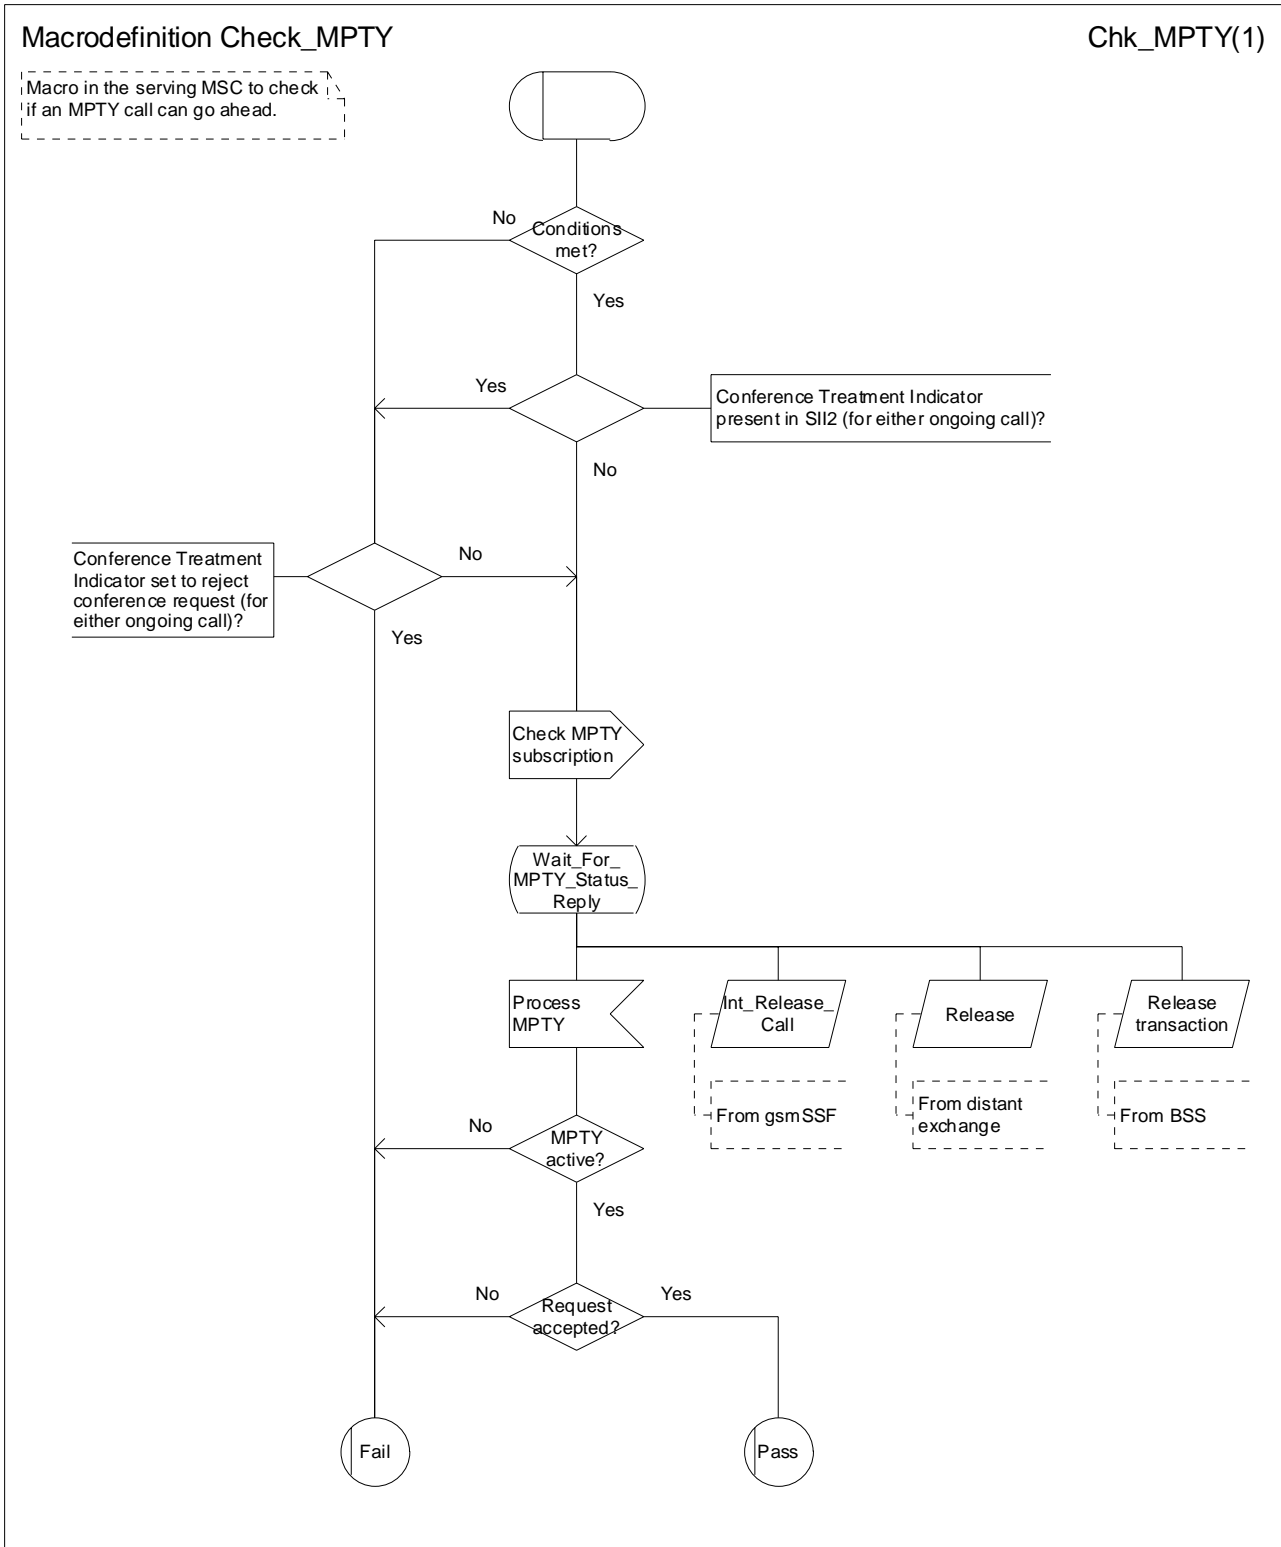 Macrodefinition Check_MPTY
Chk_MPTY(1)
Macro in the serving MSC to check
if an MPTY call can go ahead.
No
Conditions
met?
Yes
Yes
Conference Treatment Indicator
present in SII2 (for either ongoing call)?
No
Conference Treatment
Indicator set to reject
conference request (for
either ongoing call)?
No
Yes
Check MPTY
subscription
Wait_For_
MPTY_Status_
Reply
Process
MPTY
Int_Release_
Call
Release
Release
transaction
From gsmSSF
From distant
exchange
From BSS
No
MPTY
active?
Yes
No
Request
accepted?
Yes
Fail
Pass